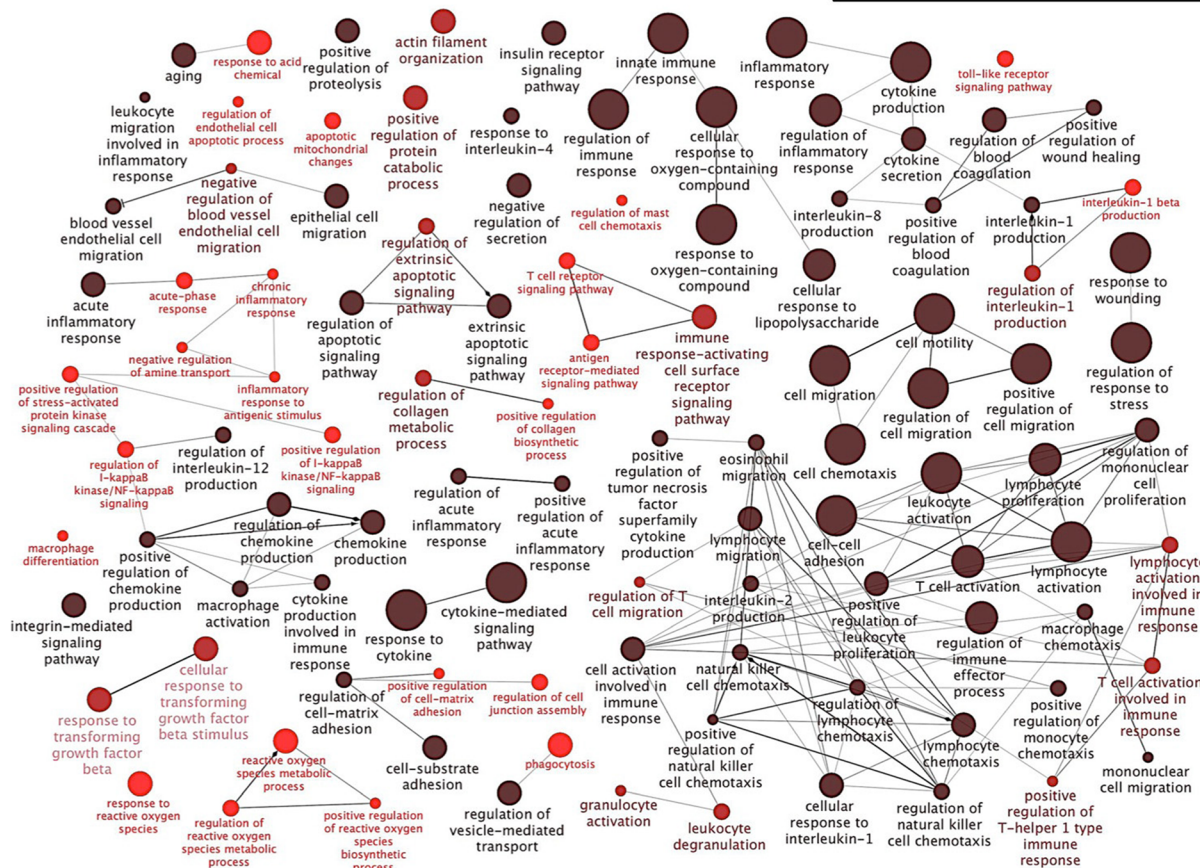 aging
response to acid
chemical
positive
regulation of
proteolysis
actin filament
organization
insulin receptor
signaling
pathway
innate immune
response
inflammatory
response
cytokine
production
toll-like receptor
signaling pathway
leukocyte
migration
involved in
inflammatory
response
regulation of
endothelial cell
apoptotic process
apoptotic
mitochondrial
changes
positive
regulation of
protein
catabolic
process
response to
interleukin-4
regulation of
immune
response
cellular
response to
oxygen-containing
compound
regulation of
inflammatory
response
cytokine
secretion
regulation of
blood
coagulation
positive
regulation of
wound healing
negative
regulation of
blood vessel
endothelial cell
migration
blood vessel
endothelial cell
migration
epithelial cell
migration
negative
regulation of
secretion
regulation of mast
cell chemotaxis
response to
oxygen-containing
compound
interleukin-8
production
positive
regulation of
blood
coagulation
interleukin-1
production
interleukin-1 beta
production
regulation of
extrinsic
apoptotic
signaling
pathway
T cell receptor
signaling pathway
cellular
response to
lipopolysaccharide
regulation of
interleukin-1
production
response to
wounding
acute
inflammatory
response
acute-phase
response
chronic
inflammatory
response
regulation of
apoptotic
signaling
pathway
extrinsic
apoptotic
signaling
pathway
antigen
receptor-mediated
signaling pathway
immune
response-activating
cell surface
receptor
signaling
pathway
cell motility
cell migration
regulation of
cell migration
positive
regulation of
cell migration
regulation of
response to
stress
negative regulation
of amine transport
positive regulation
of stress-activated
protein kinase
signaling cascade
inflammatory
response to
antigenic stimulus
regulation of
collagen
metabolic
process
positive regulation
of collagen
biosynthetic
process
regulation of
I-kappaB
kinase/NF-kappaB
signaling
regulation of
interleukin-12
production
positive regulation
of I-kappaB
kinase/NF-kappaB
signaling
positive
regulation of
tumor necrosis
factor
superfamily
cytokine
production
eosinophil
migration
cell chemotaxis
leukocyte
activation
lymphocyte
proliferation
regulation of
mononuclear
cell
proliferation
regulation of
acute
inflammatory
response
positive
regulation of
acute
inflammatory
response
macrophage
differentiation
positive
regulation of
chemokine
production
regulation of
chemokine
production
chemokine
production
lymphocyte
migration
cell-cell
adhesion
T cell activation
lymphocyte
activation
lymphocyte
activation
involved in
immune
response
integrin-mediated
signaling
pathway
macrophage
activation
cytokine
production
involved in
immune
response
response to
cytokine
cytokine-mediated
signaling
pathway
regulation of T
cell migration
interleukin-2
production
positive
regulation of
leukocyte
proliferation
regulation of
immune
effector
process
macrophage
chemotaxis
cellular
response to
transforming
growth factor
beta stimulus
response to
transforming
growth factor
beta
regulation of
cell-matrix
adhesion
positive regulation
of cell-matrix
adhesion
regulation of cell
junction assembly
cell activation
involved in
immune
response
natural killer
cell chemotaxis
regulation of
lymphocyte
chemotaxis
positive
regulation of
monocyte
chemotaxis
T cell activation
involved in
immune
response
reactive oxygen
species metabolic
process
response to
reactive oxygen
species
regulation of
reactive oxygen
species metabolic
process
positive regulation
of reactive oxygen
species
biosynthetic
process
cell-substrate
adhesion
phagocytosis
regulation of
vesicle-mediated
transport
positive
regulation of
natural killer
cell chemotaxis
lymphocyte
chemotaxis
mononuclear
cell migration
granulocyte
activation
leukocyte
degranulation
cellular
response to
interleukin-1
regulation of
natural killer
cell chemotaxis
positive
regulation of
T-helper 1 type
immune
response